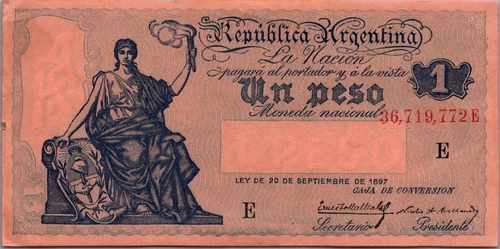 República Argentina
La Nación
pagará al portador y á la vista
Un peso
1
Moneda nacional
36,719,772 E
E
LEY DE 20 DE SEPTIEMBRE DE 1897
CAJA DE CONVERSION
E
Secretario
Presidente